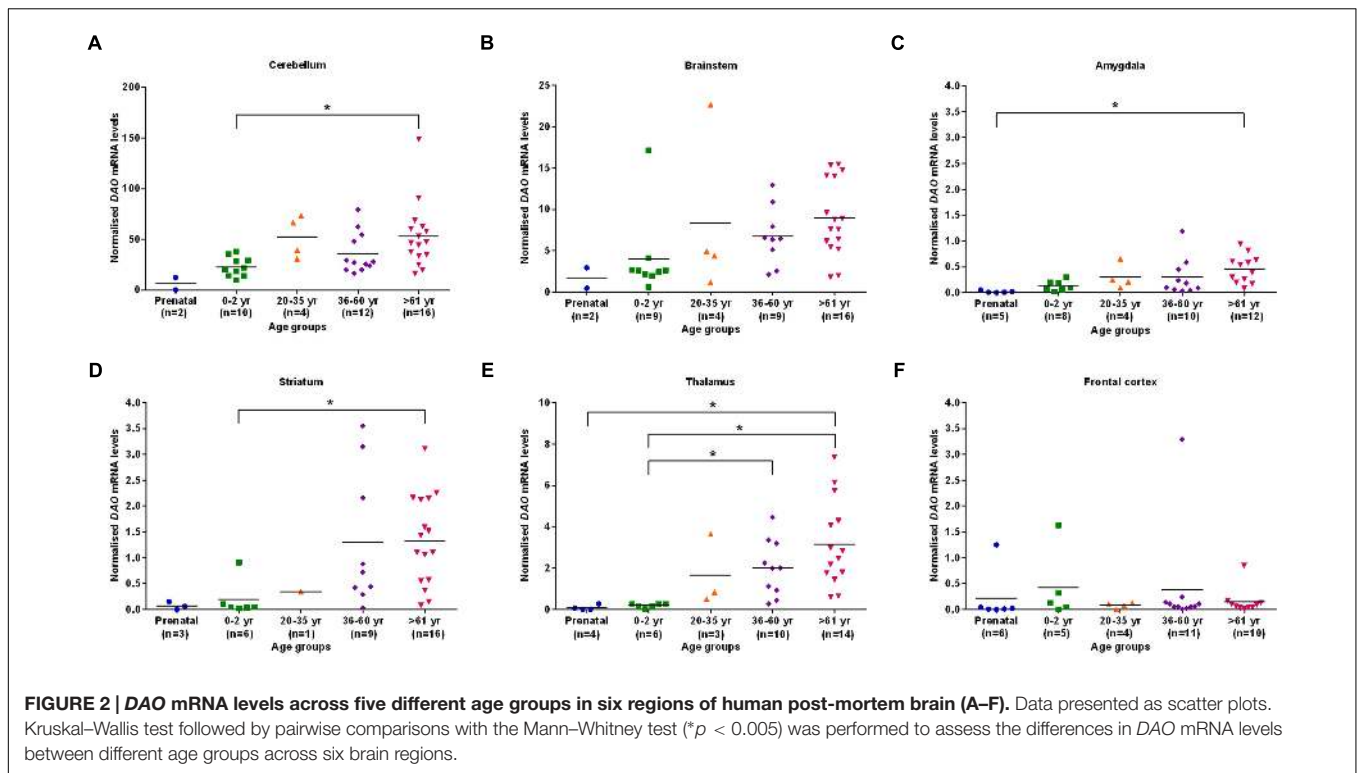 A
Cerebellum
Normalised DAO mRNA levels
200
150
100
50
0
*
Prenatal 0-2 yr 20-35 yr 36-60 yr >61 yr
(n=2) (n=10) (n=4) (n=12) (n=16)
Age groups
B
Brainstem
Normalised DAO mRNA levels
25
20
15
10
5
0
Prenatal 0-2 yr 20-35 yr 36-60 yr >61 yr
(n=2) (n=9) (n=4) (n=9) (n=16)
Age groups
C
Amygdala
Normalised DAO mRNA levels
4.0
3.5
3.0
2.5
2.0
1.5
1.0
0.5
0.0
*
Prenatal 0-2 yr 20-35 yr 36-60 yr >61 yr
(n=5) (n=8) (n=4) (n=10) (n=12)
Age groups
D
Striatum
Normalised DAO mRNA levels
4.0
3.5
3.0
2.5
2.0
1.5
1.0
0.5
0.0
*
Prenatal 0-2 yr 20-35 yr 36-60 yr >61 yr
(n=3) (n=6) (n=1) (n=9) (n=16)
Age groups
E
Thalamus
Normalised DAO mRNA levels
10
8
6
4
2
0
*
*
*
Prenatal 0-2 yr 20-35 yr 36-60 yr >61 yr
(n=4) (n=6) (n=3) (n=10) (n=14)
Age groups
F
Frontal cortex
Normalised DAO mRNA levels
4.0
3.5
3.0
2.5
2.0
1.5
1.0
0.5
0.0
Prenatal 0-2 yr 20-35 yr 36-60 yr >61 yr
(n=6) (n=5) (n=4) (n=11) (n=10)
Age groups
FIGURE 2 | DAO mRNA levels across five different age groups in six regions of human post-mortem brain (A–F). Data presented as scatter plots.
Kruskal–Wallis test followed by pairwise comparisons with the Mann–Whitney test (*p < 0.005) was performed to assess the differences in DAO mRNA levels
between different age groups across six brain regions.